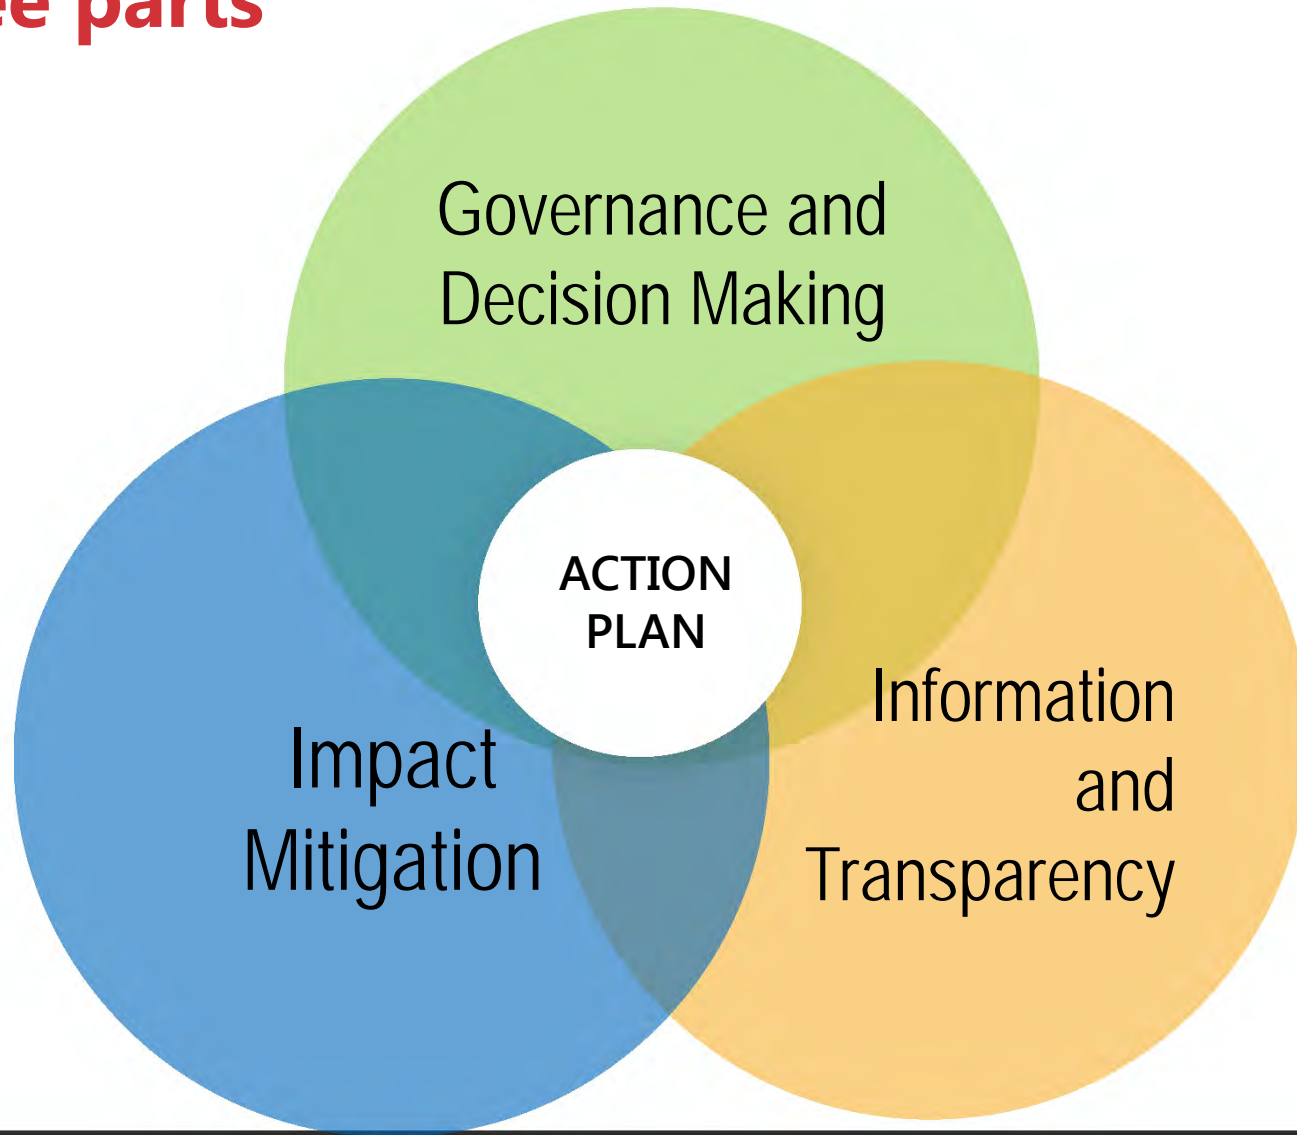 ee parts
Governance and
Decision Making
ACTION
PLAN
Information
and
Transparency
Impact
Mitigation